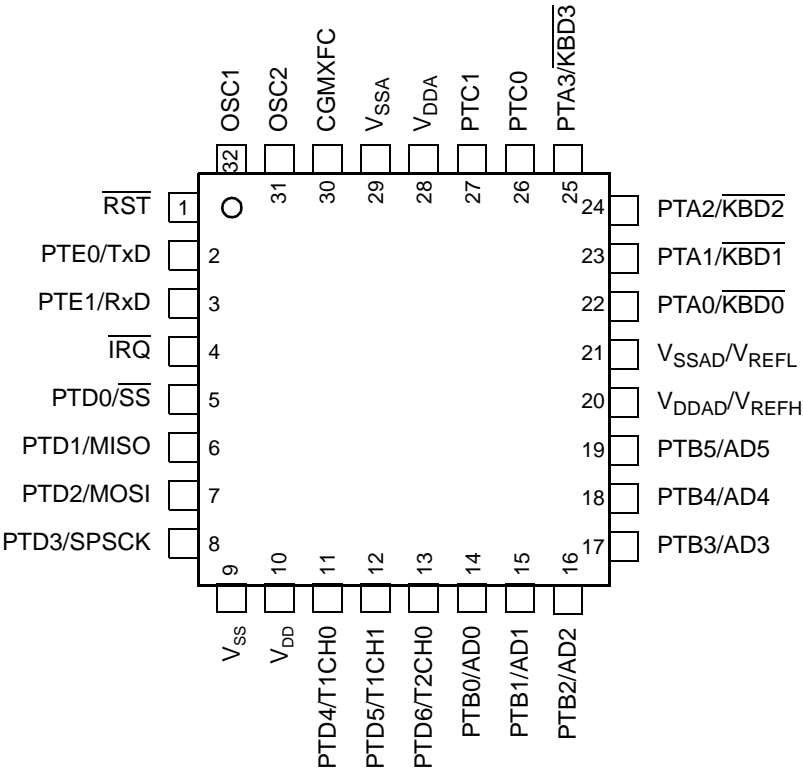 OSC1
OSC2
CGMXFC
VSSA
VDDA
PTC1
PTC0
PTA3/KBD3
32
31
30
29
28
27
26
25
RST
1
PTE0/TxD
2
PTE1/RxD
3
IRQ
4
PTD0/SS
5
PTD1/MISO
6
PTD2/MOSI
7
PTD3/SPSCK
8
24
PTA2/KBD2
23
PTA1/KBD1
22
PTA0/KBD0
21
VSSAD/VREFL
20
VDDAD/VREFH
19
PTB5/AD5
18
PTB4/AD4
17
PTB3/AD3
9
10
11
12
13
14
15
16
VSS
VDD
PTD4/T1CH0
PTD5/T1CH1
PTD6/T2CH0
PTB0/AD0
PTB1/AD1
PTB2/AD2